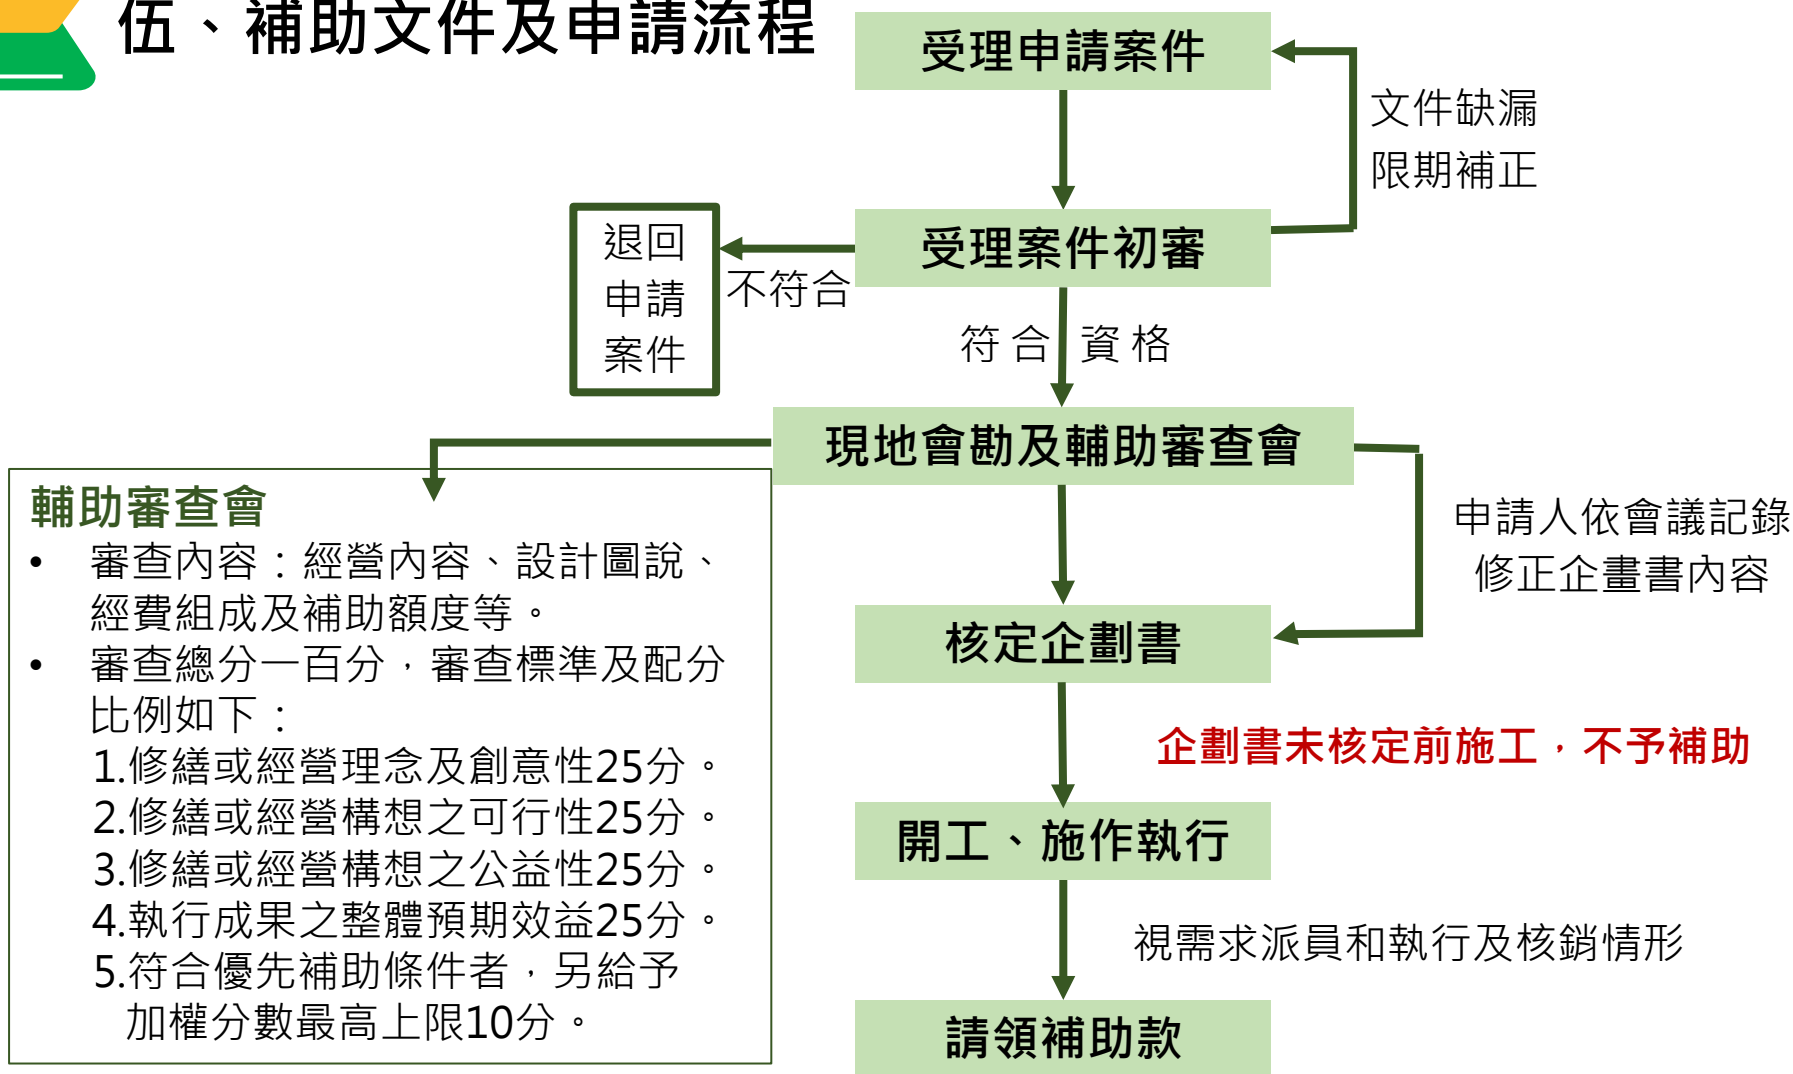 伍、補助文件及申請流程
受理申請案件
文件缺漏
限期補正
受理案件初審
退回
申請
案件
不符合
符合 資格
現地會勘及輔助審查會
申請人依會議記錄
修正企畫書內容
輔助審查會
• 審查內容：經營內容、設計圖說、
經費組成及補助額度等。
• 審查總分一百分，審查標準及配分
比例如下：
1.修繕或經營理念及創意性25分。
2.修繕或經營構想之可行性25分。
3.修繕或經營構想之公益性25分。
4.執行成果之整體預期效益25分。
5.符合優先補助條件者，另給予
加權分數最高上限10分。
核定企劃書
企劃書未核定前施工，不予補助
開工、施作執行
視需求派員和執行及核銷情形
請領補助款